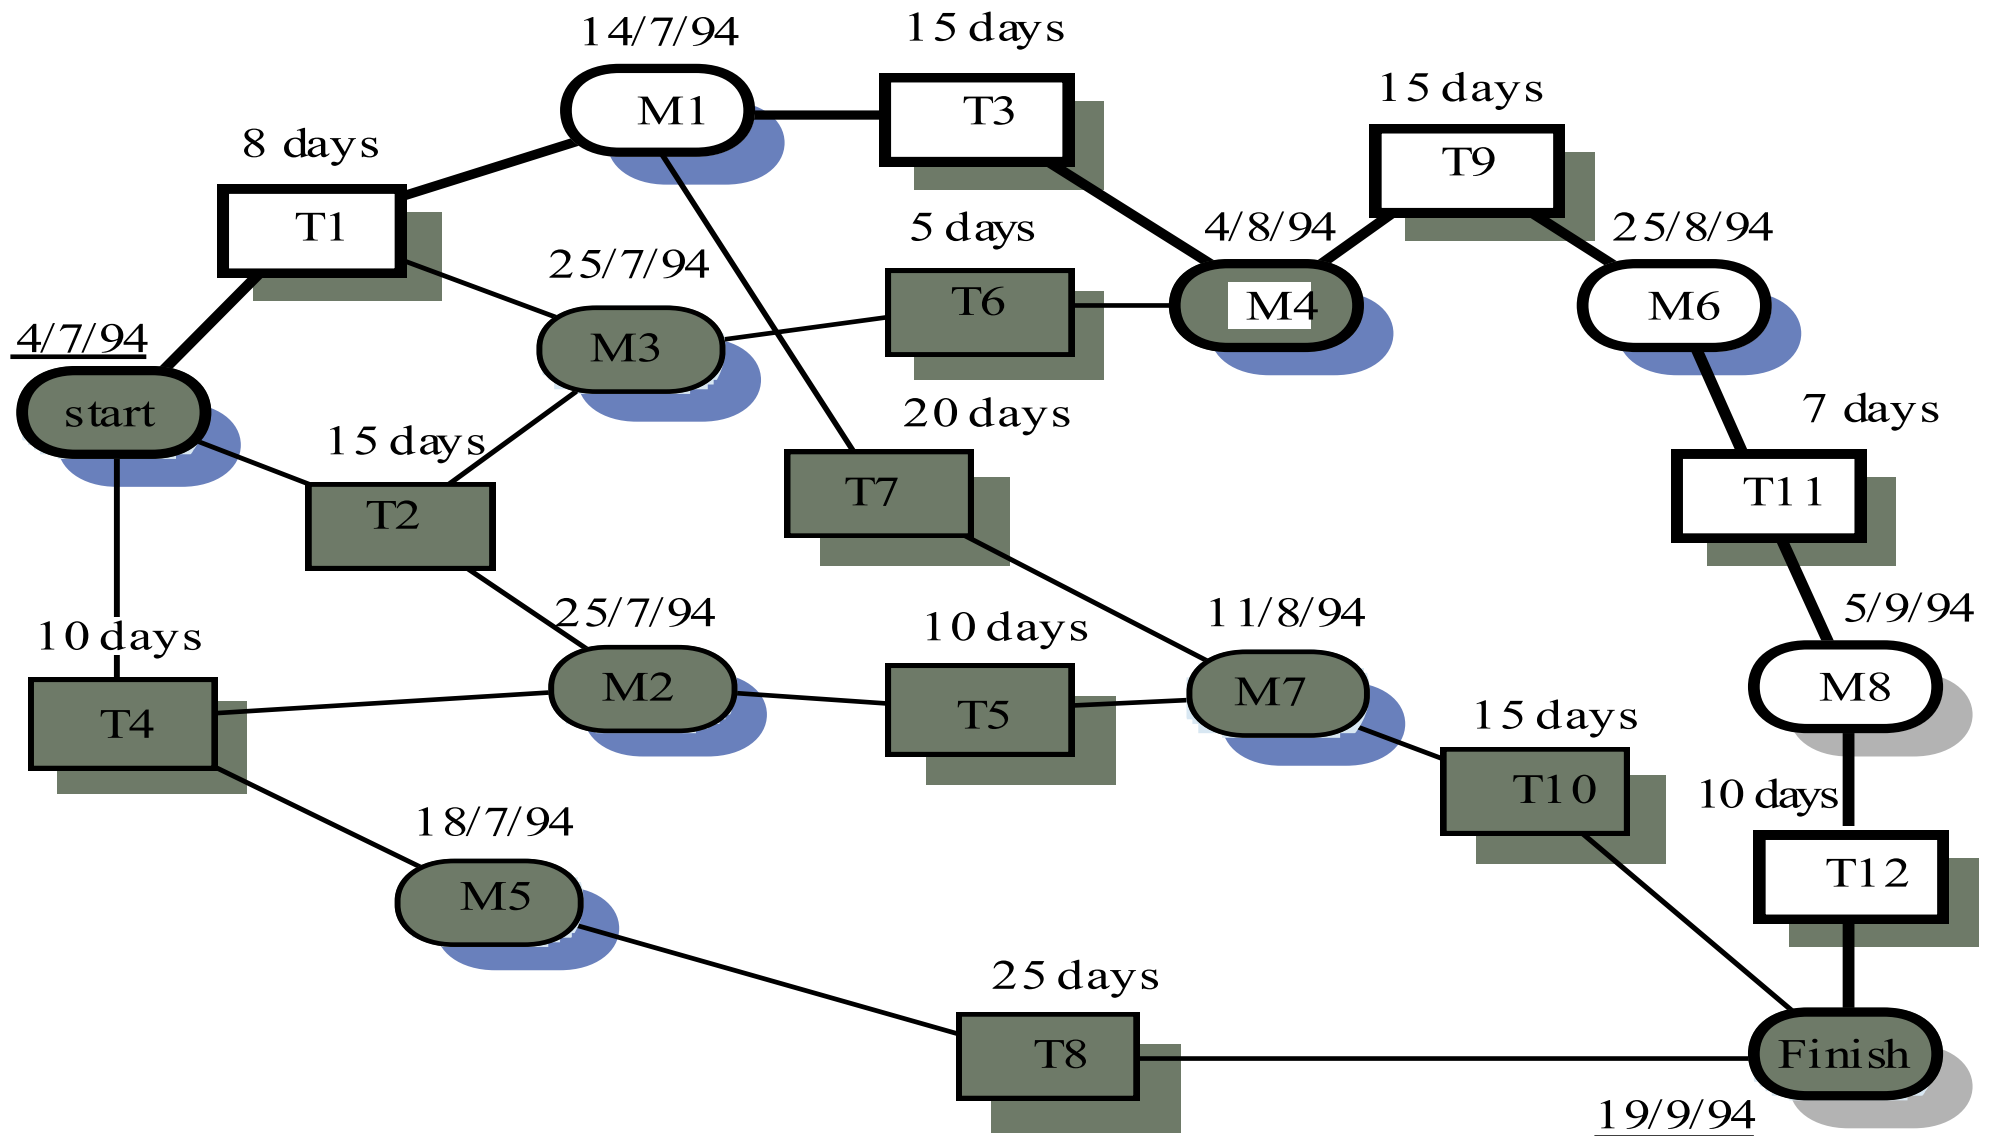 14/7/94
15 days
M1
T3
15 days
8 days
T9
T1
25/7/94
5 days
4/8/94
25/8/94
T6
M4
M6
4/7/94
M3
start
20 days
7 days
15 days
T7
T11
T2
25/7/94
10 days
11/8/94
5/9/94
10 days
M2
M7
M8
T4
T5
15 days
T10
10 days
18/7/94
T12
M5
25 days
T8
Finish
19/9/94